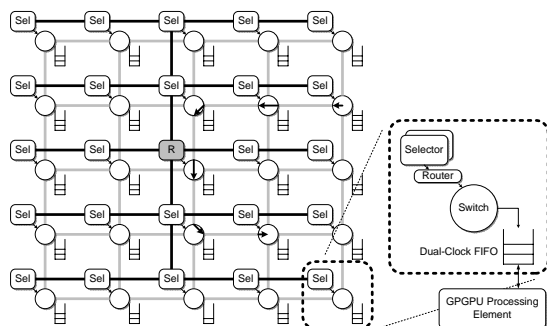 Sel Sel Sel Sel Sel
Sel Sel Sel Sel Sel
Sel Sel R Sel Sel
Sel Sel Sel Sel Sel
Sel Sel Sel Sel Sel
Selector
Router
Switch
Dual-Clock FIFO
GPGPU Processing
Element